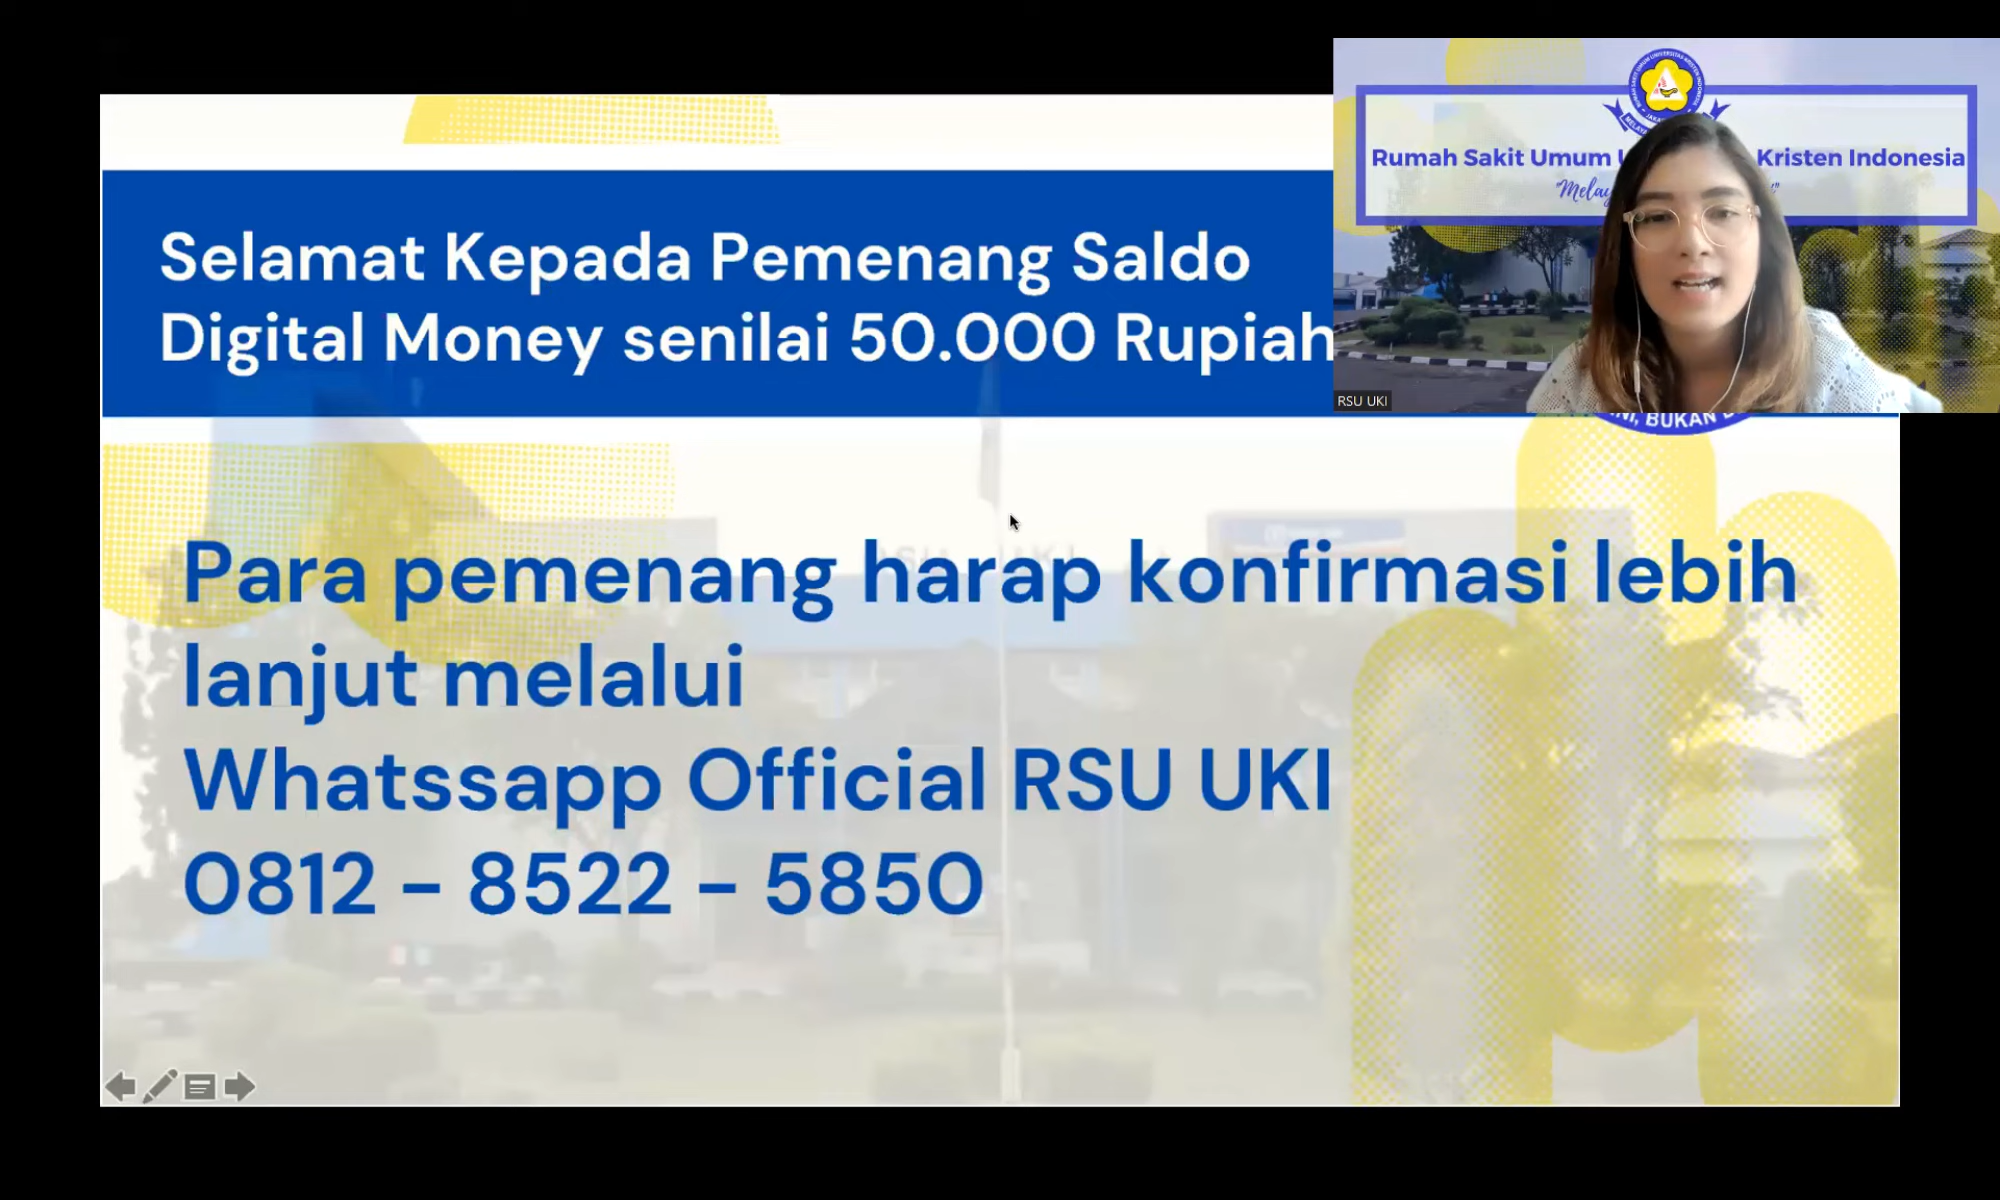 Selamat Kepada Pemenang Saldo
Digital Money senilai 50.000 Rupiah
Rumah Sakit Umum Kristen Indonesia
RSU UKI
BUKAN
Para pemenang harap konfirmasi lebih
lanjut melalui
Whatssapp Official RSU UKI
0812 - 8522 - 5850